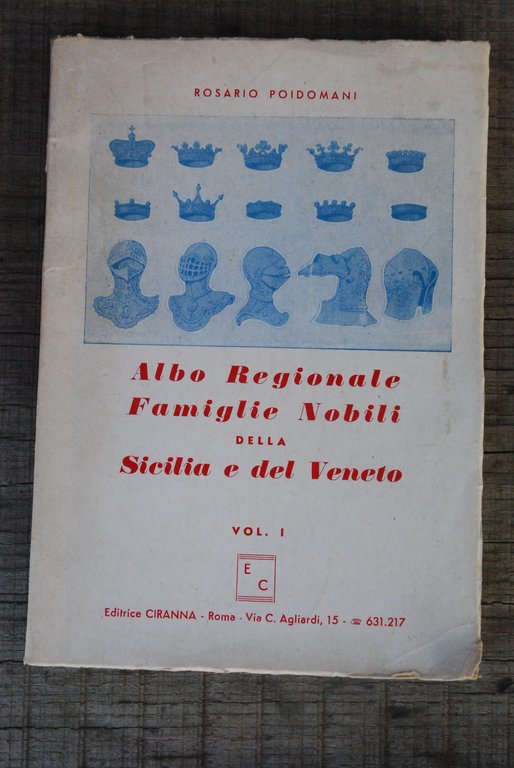 ROSARIO POIDOMANI
Albo Regionale
Famiglie Nobili
DELLA
Sicilia e del Veneto
VOL. I
E
C
Editrice CIRANNA - Roma - Via C. Agliardi, 15 - ☎ 631.217